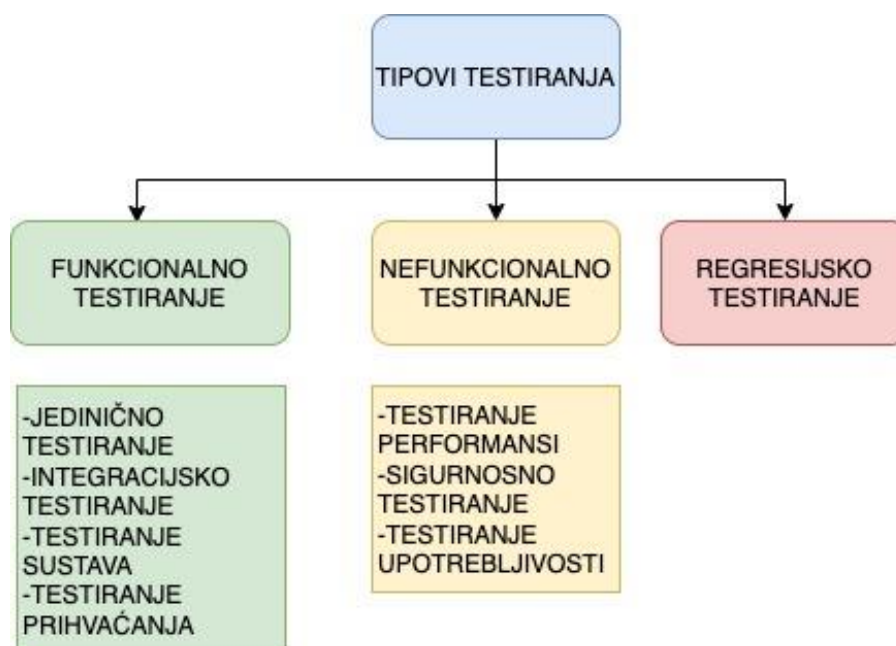 TIPOVI TESTIRANJA
FUNKCIONALNO
TESTIRANJE
NEFUNKCIONALNO
TESTIRANJE
REGRESIJSKO
TESTIRANJE
-JEDINIČNO
TESTIRANJE
-INTEGRACIJSKO
TESTIRANJE
-TESTIRANJE
SUSTAVA
-TESTIRANJE
PRIHVAĆANJA
-TESTIRANJE
PERFORMANSI
-SIGURNOSNO
TESTIRANJE
-TESTIRANJE
UPOTREBLJIVOSTI